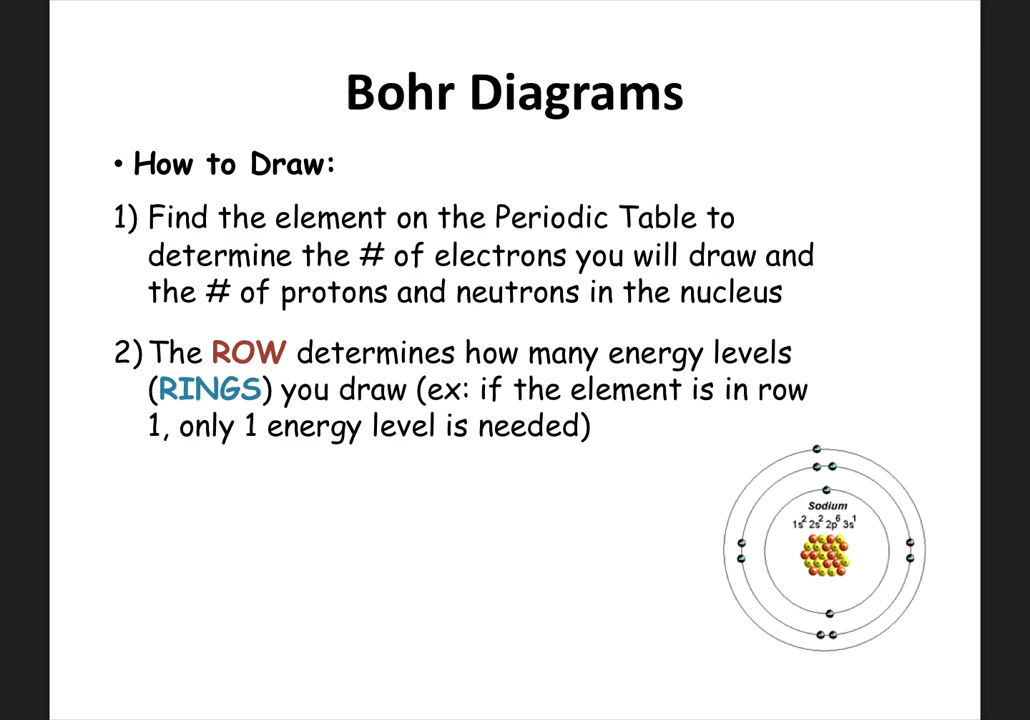 Bohr Diagrams
• How to Draw:
1) Find the element on the Periodic Table to
determine the # of electrons you will draw and
the # of protons and neutrons in the nucleus
2) The ROW determines how many energy levels
(RINGS) you draw (ex: if the element is in row
1, only 1 energy level is needed)
Sodium
1s² 2s² 2p⁶ 3s¹